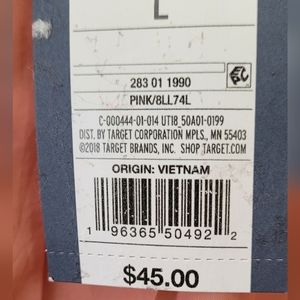 L
283 01 1990
PINK/8LL74L
C-000444-01-014 UT18_50A01-0199
DIST. BY TARGET CORPORATION MPLS., MN 55403
©2018 TARGET BRANDS, INC. SHOP TARGET.COM
ORIGIN: VIETNAM
1 96365 50492 2
$45.00